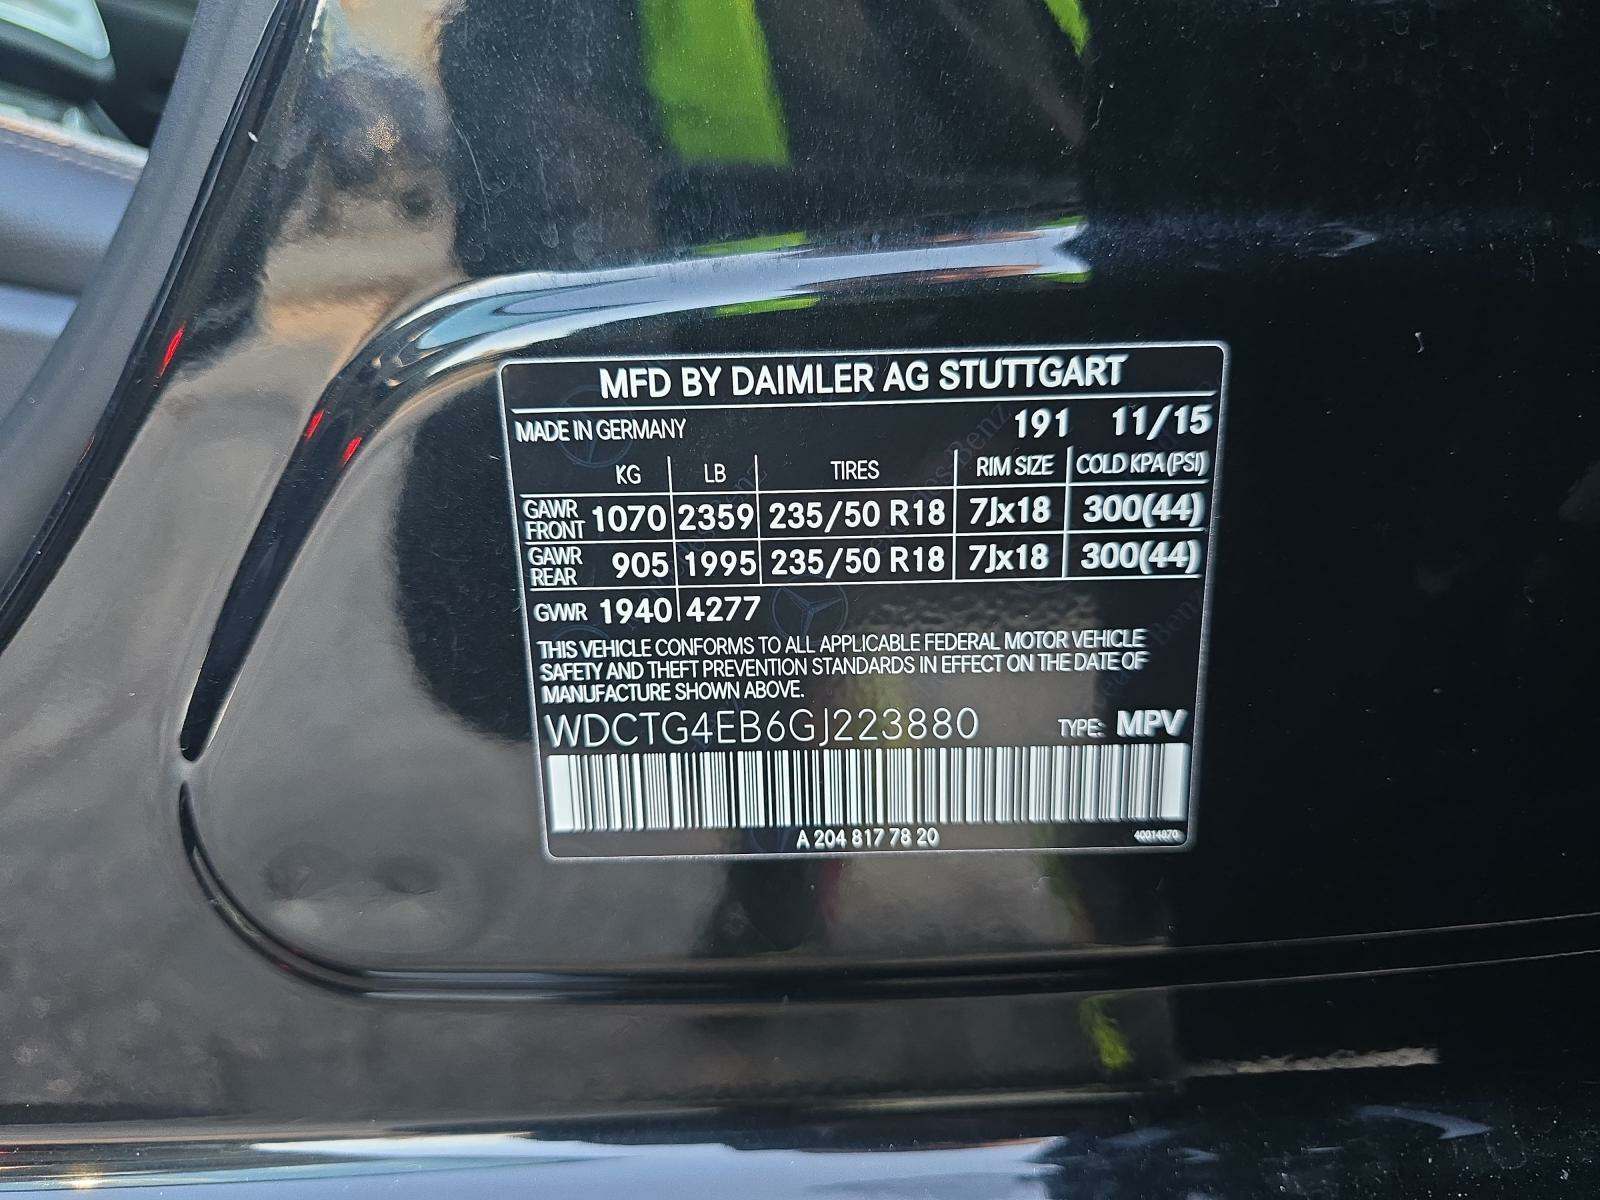 MFD BY DAIMLER AG STUTTGART
MADE IN GERMANY 191 11/15
KG LB TIRES RIM SIZE COLD KPA (PSI)
GAWR FRONT 1070 2359 235/50 R18 7Jx18 300(44)
GAWR REAR 905 1995 235/50 R18 7Jx18 300(44)
GVWR 1940 4277
THIS VEHICLE CONFORMS TO ALL APPLICABLE FEDERAL MOTOR VEHICLE
SAFETY AND THEFT PREVENTION STANDARDS IN EFFECT ON THE DATE OF
MANUFACTURE SHOWN ABOVE.
WDCTG4EB6GJ223880 TYPE: MPV
A 204 817 78 20 40014870